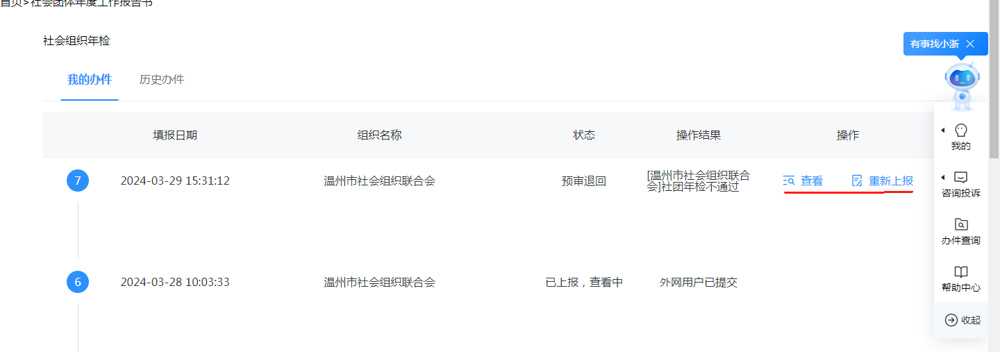 首页>社会团体年度工作报告书
社会组织年检
有事找小浙
我的办件 历史办件
填报日期 组织名称 状态 操作结果 操作
7 2024-03-29 15:31:12 温州市社会组织联合会 预审退回 [温州市社会组织联合
会]社团年检不通过
查看 重新上报
6 2024-03-28 10:03:33 温州市社会组织联合会 已上报，查看中 外网用户已提交
我的
咨询投诉
办件查询
帮助中心
收起